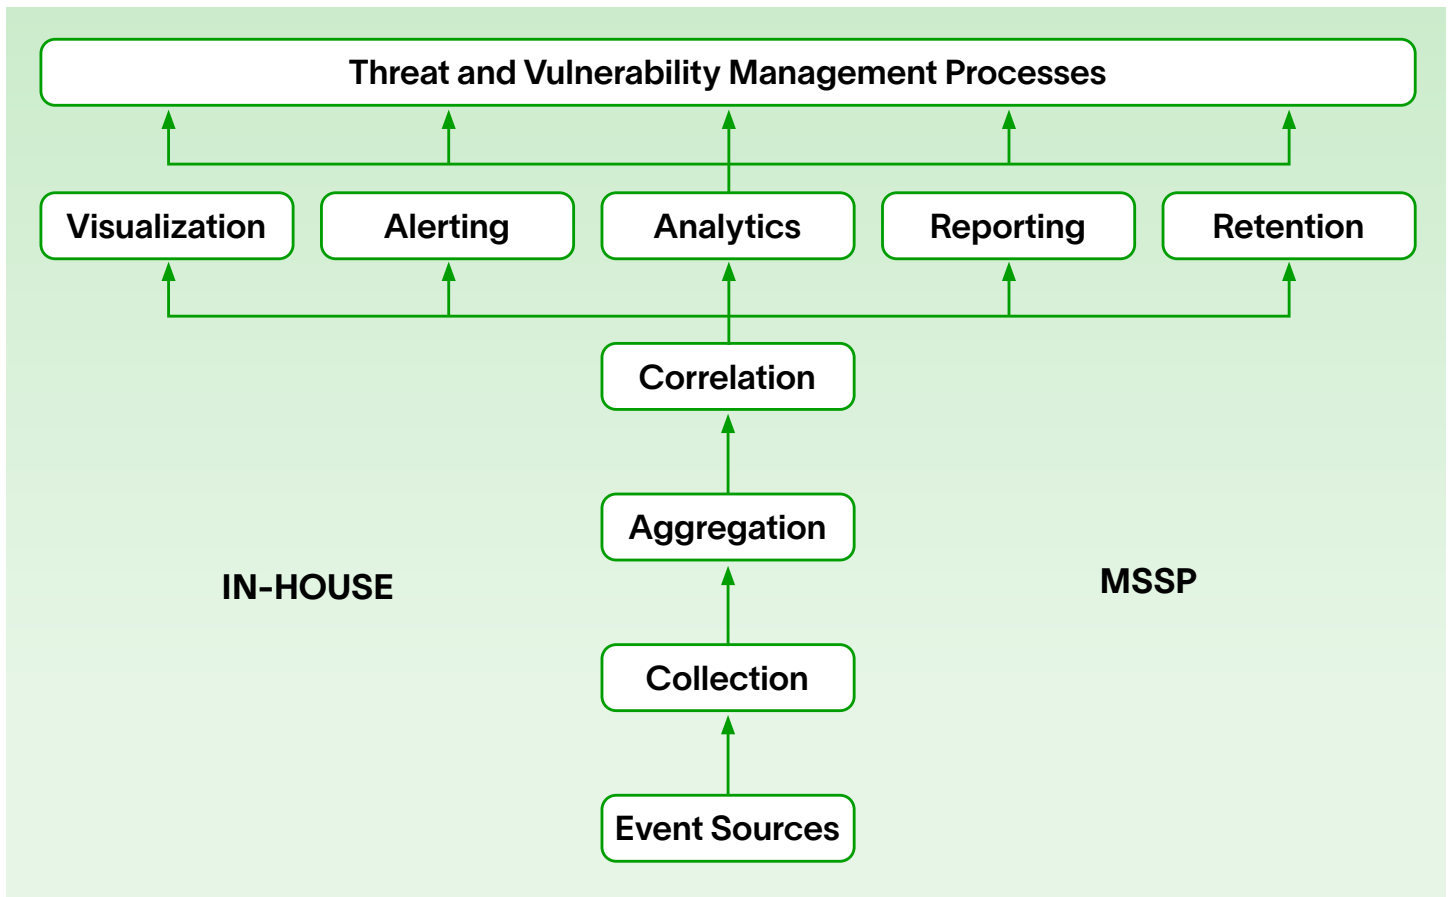 Threat and Vulnerability Management Processes
Visualization
Alerting
Analytics
Reporting
Retention
Correlation
Aggregation
IN-HOUSE
MSSP
Collection
Event Sources